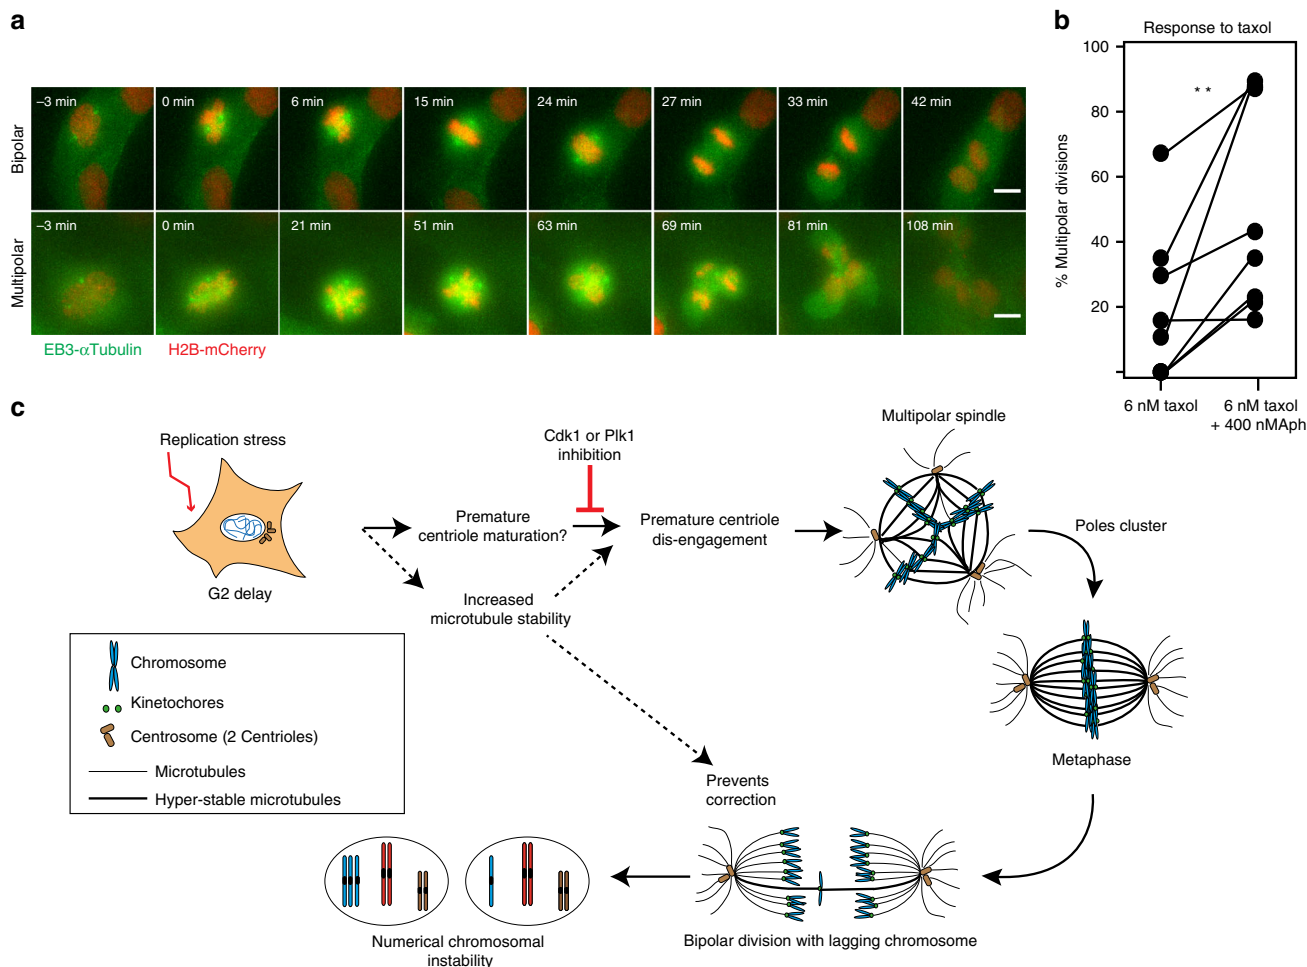 a
Bipolar
−3 min
0 min
6 min
15 min
24 min
27 min
33 min
42 min
Multipolar
−3 min
0 min
21 min
51 min
63 min
69 min
81 min
108 min
EB3-αTubulin
H2B-mCherry
b
Response to taxol
% Multipolar divisions
100
80
60
40
20
* *
6 nM taxol
6 nM taxol
+ 400 nMAph
c
Replication stress
G2 delay
Premature
centriole maturation?
Increased
microtubule stability
Cdk1 or Plk1
inhibition
Premature centriole
dis-engagement
Multipolar spindle
Poles cluster
Metaphase
Prevents
correction
Bipolar division with lagging chromosome
Numerical chromosomal
instability
Chromosome
Kinetochores
Centrosome (2 Centrioles)
Microtubules
Hyper-stable microtubules